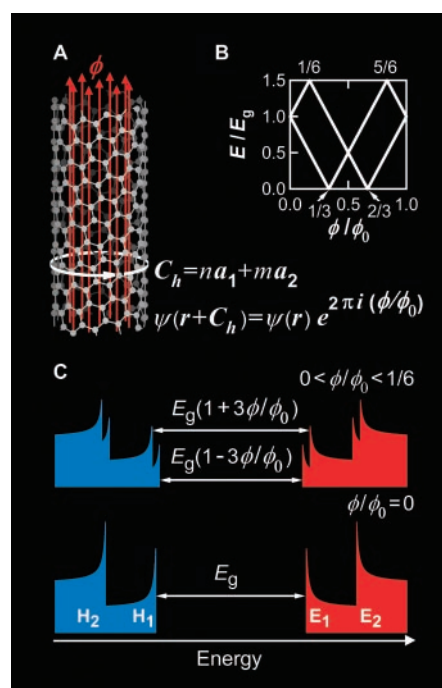 A
ϕ
C_h=na_1+ma_2
ψ(r+C_h)=ψ(r) e^{2πi(ϕ/ϕ_0)}
B
1/6 5/6
E/E_g
1.5
1.0
0.5
0.0
0.0 0.5 1.0
1/3 2/3
ϕ/ϕ_0
C
0<ϕ/ϕ_0<1/6
E_g(1+3ϕ/ϕ_0)
E_g(1-3ϕ/ϕ_0)
ϕ/ϕ_0=0
E_g
H_2 H_1 E_1 E_2
Energy